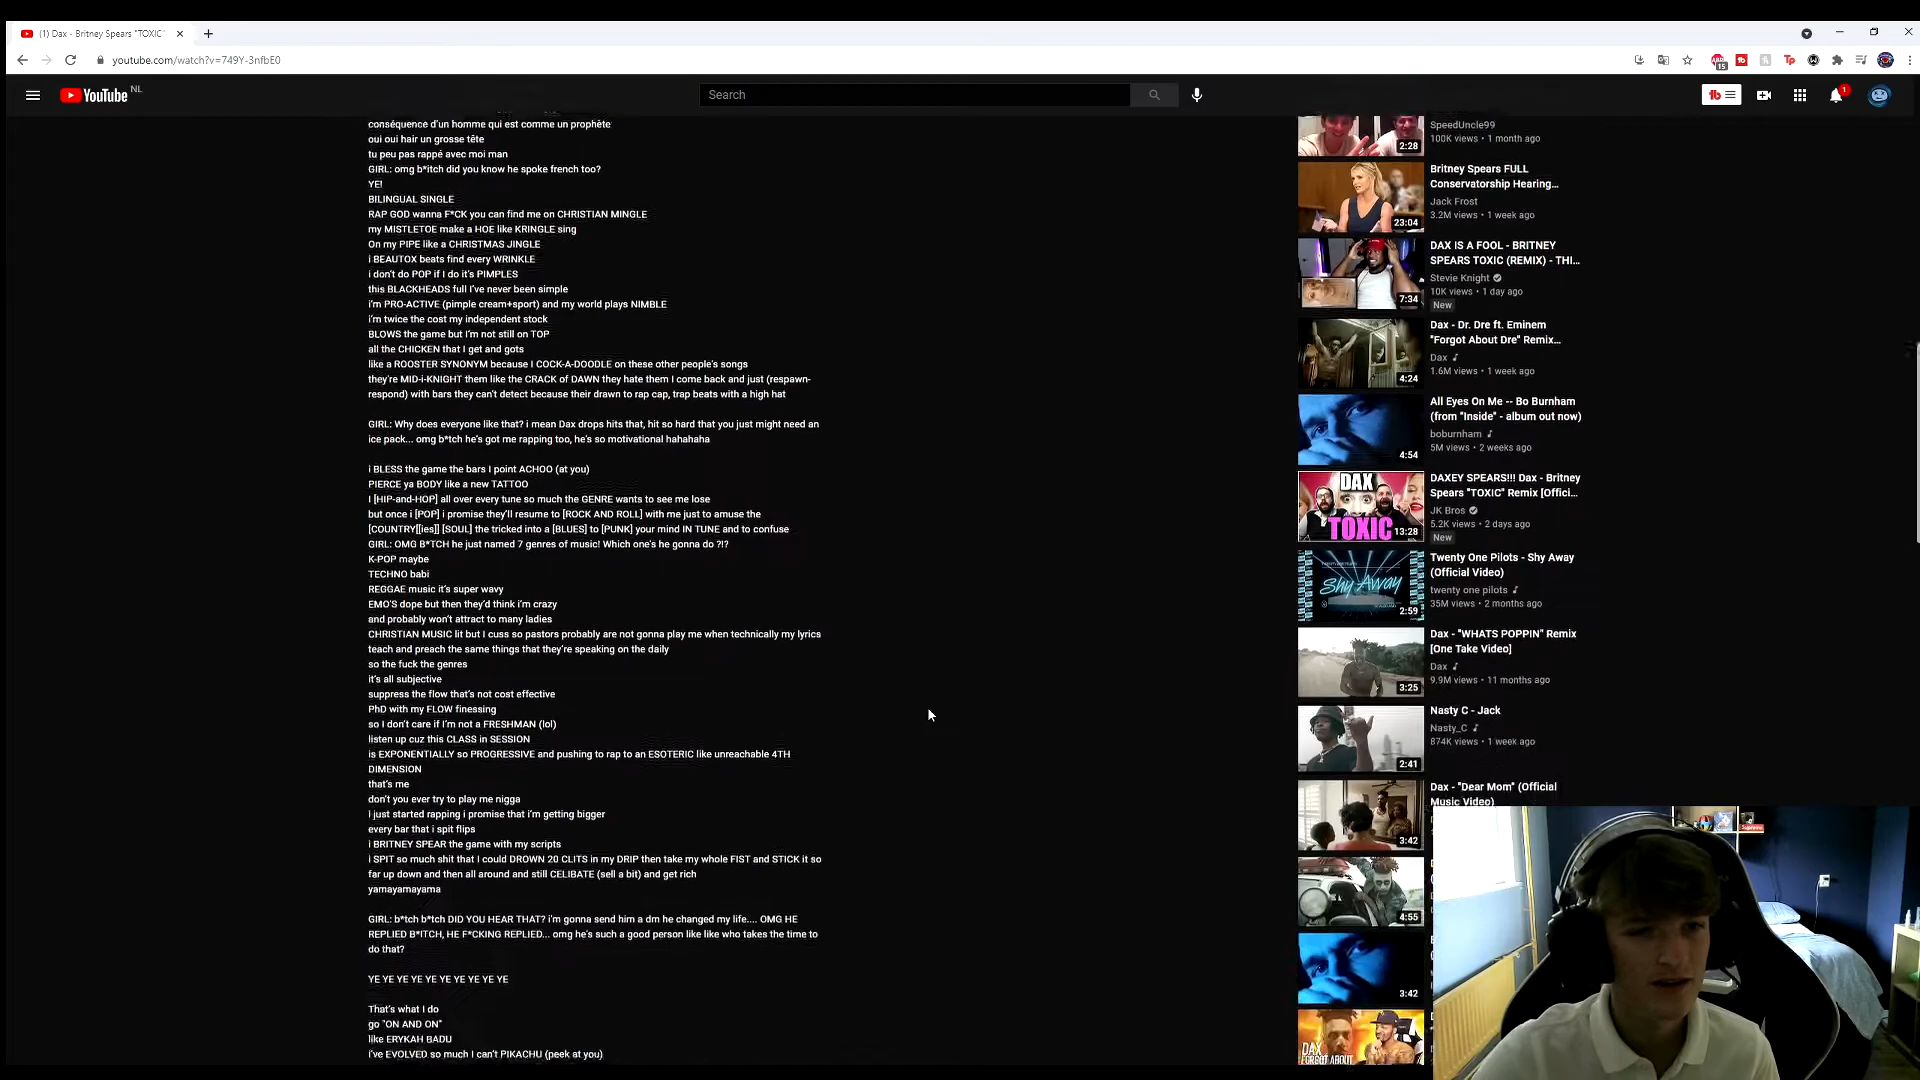 (1) Dax - Britney Spears "TOXIC"
youtube.com/watch?v=749Y-3nfbE0
YouTube NL
Search
15
1
conséquence d'un homme qui est comme un prophète
oui oui hair un grosse tête
tu peu pas rappé avec moi man
GIRL: omg b*itch did you know he spoke french too?
YE!
BILINGUAL SINGLE
RAP GOD wanna F*CK you can find me on CHRISTIAN MINGLE
my MISTLETOE make a HOE like KRINGLE sing
On my PIPE like a CHRISTMAS JINGLE
i BEAUTOX beats find every WRINKLE
i don't do POP if I do it's PIMPLES
this BLACKHEADS full I've never been simple
i'm PRO-ACTIVE (pimple cream+sport) and my world plays NIMBLE
i'm twice the cost my independent stock
BLOWS the game but I'm not still on TOP
all the CHICKEN that I get and gots
like a ROOSTER SYNONYM because I COCK-A-DOODLE on these other people's songs
they're MID-i-KNIGHT them like the CRACK of DAWN they hate them I come back and just (respawn-
respond) with bars they can't detect because their drawn to rap cap, trap beats with a high hat
GIRL: Why does everyone like that? i mean Dax drops hits that, hit so hard that you just might need an
ice pack... omg b*tch he's got me rapping too, he's so motivational hahahaha
i BLESS the game the bars I point ACHOO (at you)
PIERCE ya BODY like a new TATTOO
I [HIP-and-HOP] all over every tune so much the GENRE wants to see me lose
but once i [POP] i promise they'll resume to [ROCK AND ROLL] with me just to amuse the
[COUNTRY[[ies]] [SOUL] the tricked into a [BLUES] to [PUNK] your mind IN TUNE and to confuse
GIRL: OMG B*TCH he just named 7 genres of music! Which one's he gonna do ?!?
K-POP maybe
TECHNO babi
REGGAE music it's super wavy
EMO'S dope but then they'd think i'm crazy
and probably won't attract to many ladies
CHRISTIAN MUSIC lit but I cuss so pastors probably are not gonna play me when technically my lyrics
teach and preach the same things that they're speaking on the daily
so the fuck the genres
it's all subjective
suppress the flow that's not cost effective
PhD with my FLOW finessing
so I don't care if I'm not a FRESHMAN (lol)
listen up cuz this CLASS in SESSION
is EXPONENTIALLY so PROGRESSIVE and pushing to rap to an ESOTERIC like unreachable 4TH
DIMENSION
that's me
don't you ever try to play me nigga
I just started rapping i promise that i'm getting bigger
every bar that i spit flips
i BRITNEY SPEAR the game with my scripts
i SPIT so much shit that I could DROWN 20 CLITS in my DRIP then take my whole FIST and STICK it so
far up down and then all around and still CELIBATE (sell a bit) and get rich
yamayamayama
GIRL: b*tch b*tch DID YOU HEAR THAT? i'm gonna send him a dm he changed my life.... OMG HE
REPLIED B*ITCH, HE F*CKING REPLIED... omg he's such a good person like like who takes the time to
do that?
YE YE YE YE YE YE YE YE YE YE
That's what I do
go "ON AND ON"
like ERYKAH BADU
I've EVOLVED so much I can't PIKACHU (peek at you)
2:28
SpeedUncle99
100K views • 1 month ago
23:04
Britney Spears FULL
Conservatorship Hearing...
Jack Frost
3.2M views • 1 week ago
7:34
DAX IS A FOOL - BRITNEY
SPEARS TOXIC (REMIX) - THI...
Stevie Knight
10K views • 1 day ago
New
4:24
Dax - Dr. Dre ft. Eminem
"Forgot About Dre" Remix...
Dax
1.6M views • 1 week ago
4:54
All Eyes On Me -- Bo Burnham
(from "Inside" - album out now)
boburnham
5M views • 2 weeks ago
DAX
TOXIC
13:28
DAXEY SPEARS!!! Dax - Britney
Spears "TOXIC" Remix [Offici...
JK Bros
5.2K views • 2 days ago
New
Shy Away
2:59
Twenty One Pilots - Shy Away
(Official Video)
twenty one pilots
35M views • 2 months ago
3:25
Dax - "WHATS POPPIN" Remix
[One Take Video]
Dax
9.9M views • 11 months ago
2:41
Nasty C - Jack
Nasty_C
874K views • 1 week ago
3:42
Dax - "Dear Mom" (Official
Music Video)
4:55
3:42
DAX
FORGOT ABOUT
Supreme